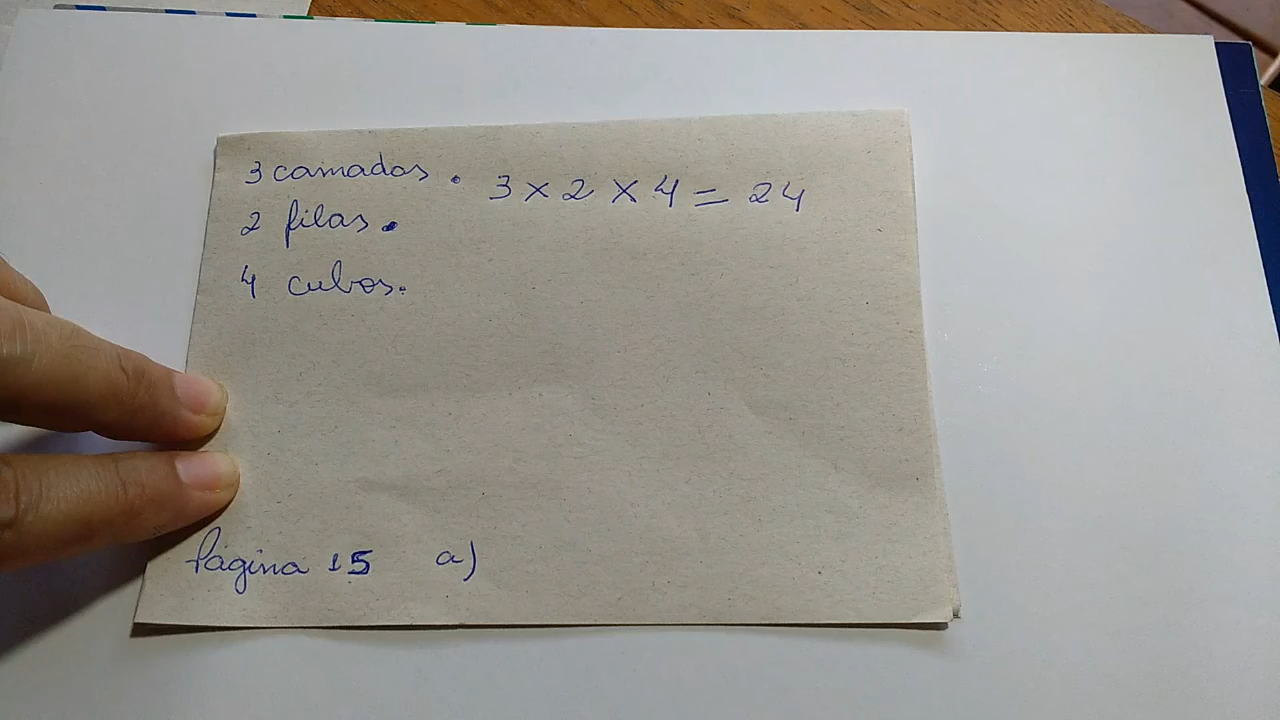 3 camadas. 3 × 2 × 4 = 24
2 filas.
4 cubos.
Página 15 a)